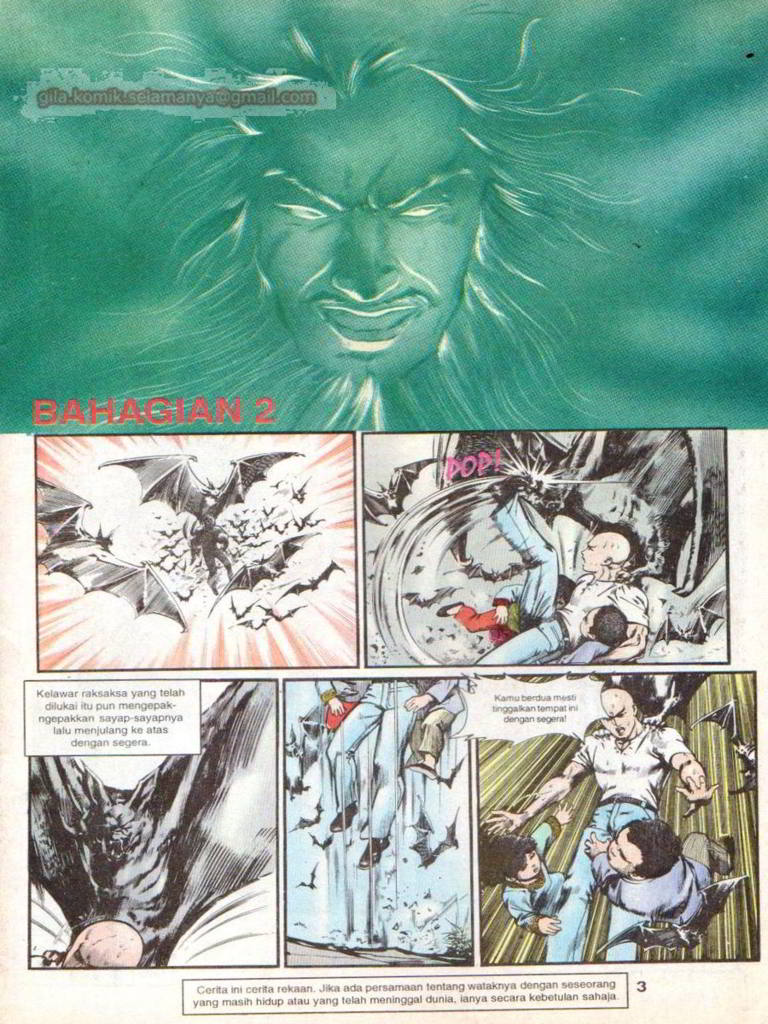 gila.komik.selamanya@gmail.com
BAHAGIAN 2
POP!
Kelawar raksaksa yang telah
dilukai itu pun mengepak-
ngepakkan sayap-sayapnya
lalu menjulang ke atas
dengan segera.
Kamu berdua mesti
tinggalkan tempat ini
dengan segera!
Cerita ini cerita rekaan. Jika ada persamaan tentang wataknya dengan seseorang
yang masih hidup atau yang telah meninggal dunia, ianya secara kebetulan sahaja.
3